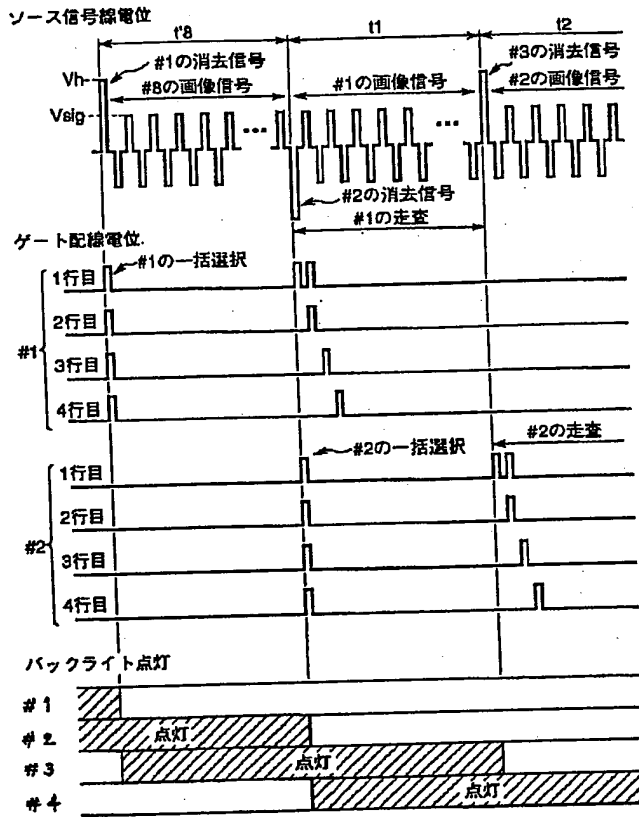 ソース信号線電位
t'8 t1 t2
Vh #1の消去信号 #3の消去信号
#8の画像信号 #1の画像信号 #2の画像信号
Vsig
... ...
#2の消去信号
#1の走査
ゲート配線電位.
#1の一括選択
1行目
2行目
#1
3行目
4行目
#2の一括選択 #2の走査
1行目
2行目
#2
3行目
4行目
バックライト点灯
#1
#2 点灯
#3 点灯
#4 点灯